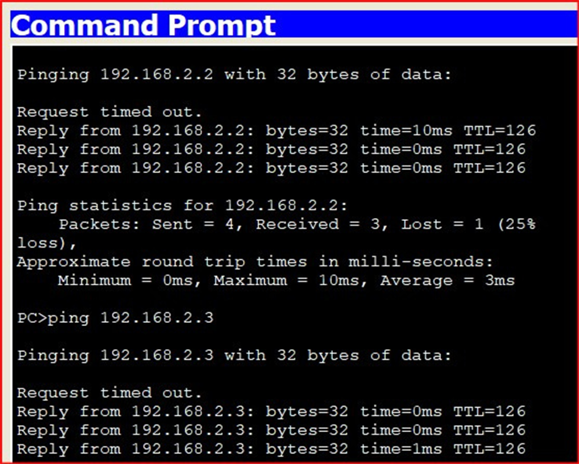 Command Prompt
Pinging 192.168.2.2 with 32 bytes of data:
Request timed out.
Reply from 192.168.2.2: bytes=32 time=10ms TTL=126
Reply from 192.168.2.2: bytes=32 time=0ms TTL=126
Reply from 192.168.2.2: bytes=32 time=0ms TTL=126
Ping statistics for 192.168.2.2:
Packets: Sent = 4, Received = 3, Lost = 1 (25%
loss),
Approximate round trip times in milli-seconds:
Minimum = 0ms, Maximum = 10ms, Average = 3ms
PC>ping 192.168.2.3
Pinging 192.168.2.3 with 32 bytes of data:
Request timed out.
Reply from 192.168.2.3: bytes=32 time=0ms TTL=126
Reply from 192.168.2.3: bytes=32 time=0ms TTL=126
Reply from 192.168.2.3: bytes=32 time=1ms TTL=126